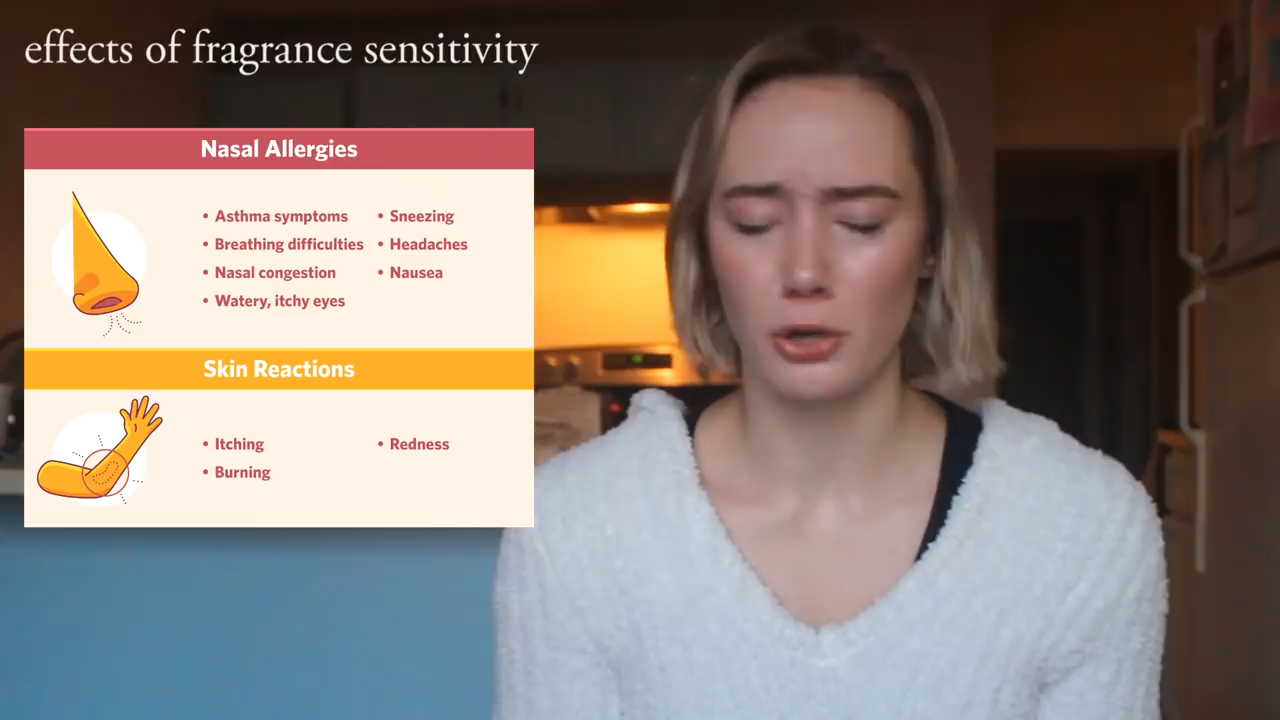 effects of fragrance sensitivity
Nasal Allergies
• Asthma symptoms
• Breathing difficulties
• Nasal congestion
• Watery, itchy eyes
• Sneezing
• Headaches
• Nausea
Skin Reactions
• Itching
• Burning
• Redness